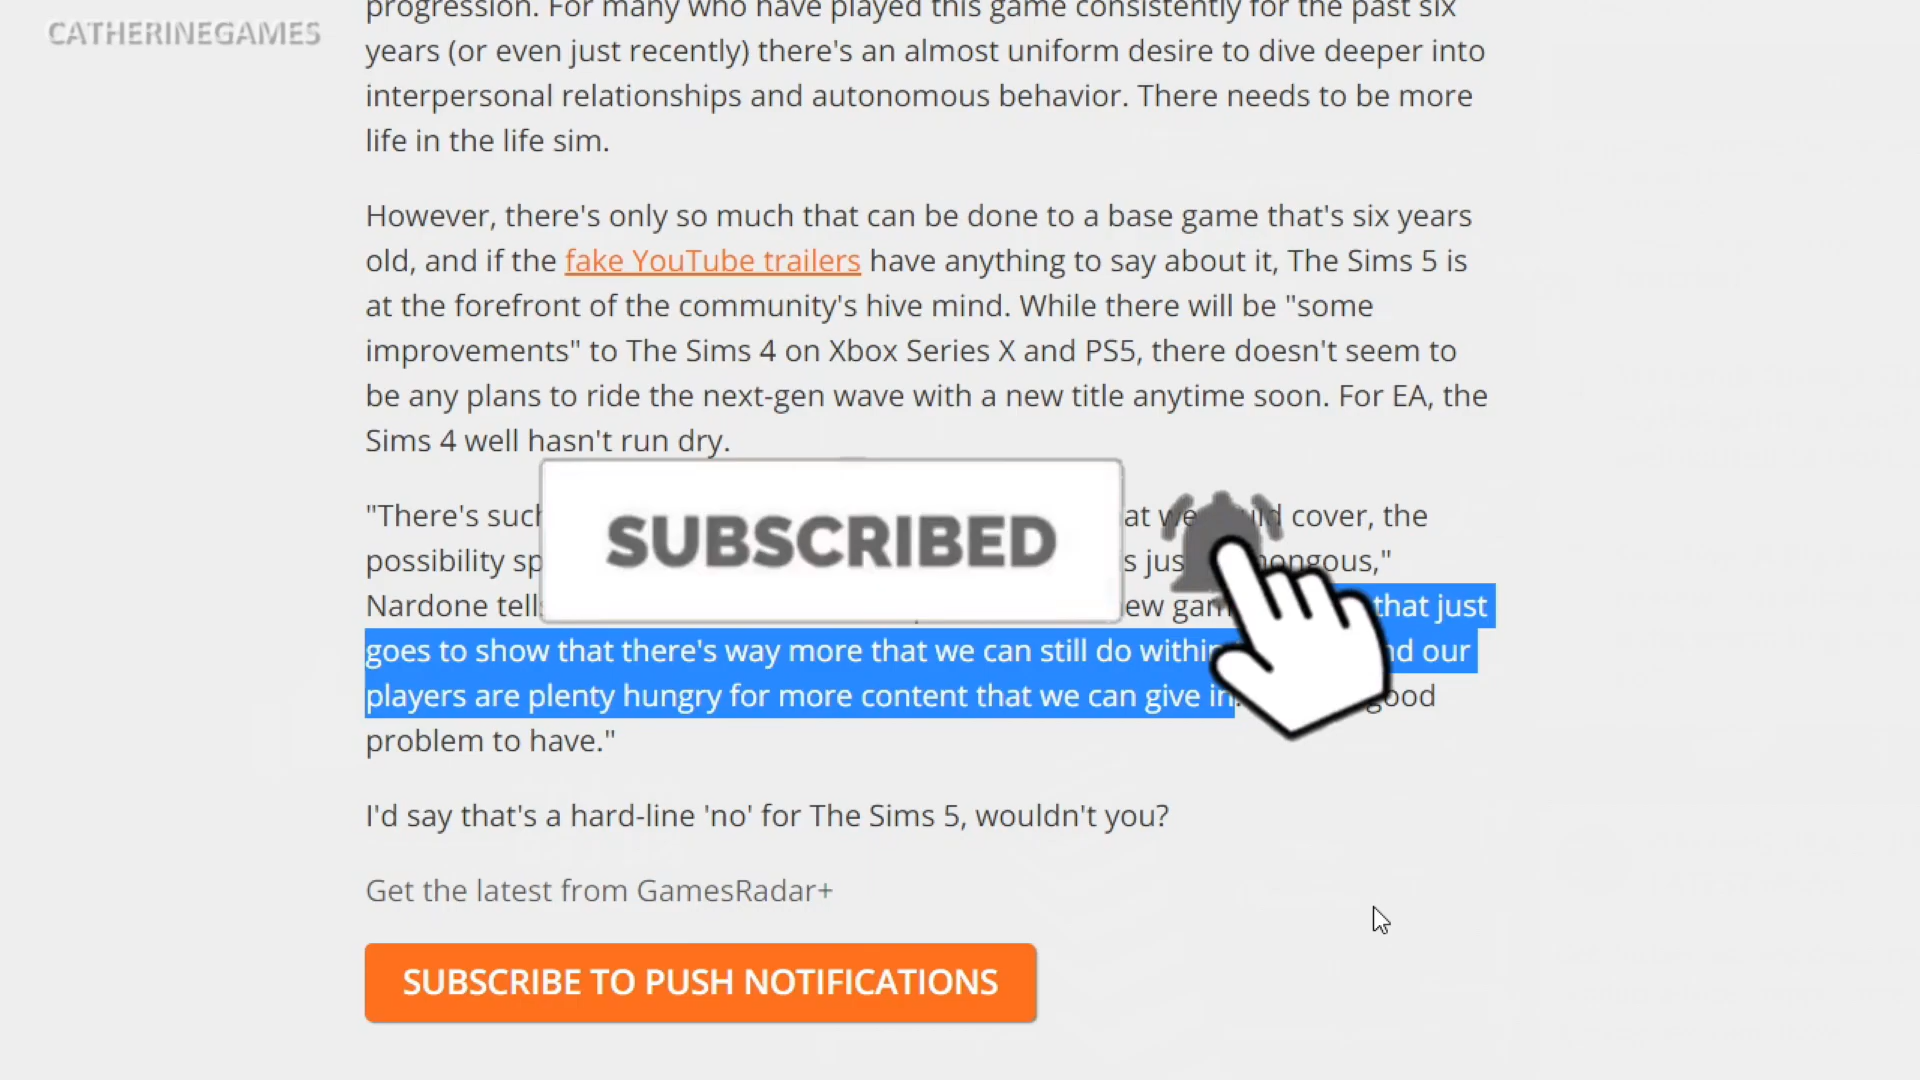 CATHERINEGAMES
progression. For many who have played this game consistently for the past six
years (or even just recently) there's an almost uniform desire to dive deeper into
interpersonal relationships and autonomous behavior. There needs to be more
life in the life sim.
However, there's only so much that can be done to a base game that's six years
old, and if the fake YouTube trailers have anything to say about it, The Sims 5 is
at the forefront of the community's hive mind. While there will be "some
improvements" to The Sims 4 on Xbox Series X and PS5, there doesn't seem to
be any plans to ride the next-gen wave with a new title anytime soon. For EA, the
Sims 4 well hasn't run dry.
"There's such at we cover, the
possibility
Nardone that just
goes to show that there's way more that we can still do within our
players are plenty hungry for more content that we can give in good
problem to have."
SUBSCRIBED
I'd say that's a hard-line 'no' for The Sims 5, wouldn't you?
Get the latest from GamesRadar+
SUBSCRIBE TO PUSH NOTIFICATIONS